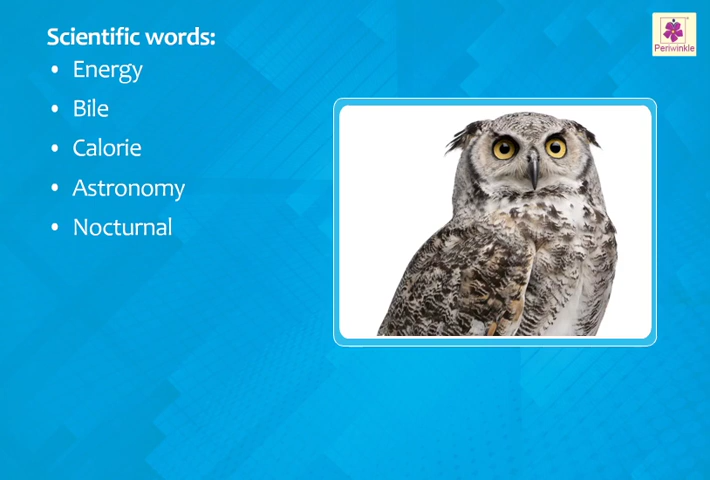 Scientific words:
• Energy
• Bile
• Calorie
• Astronomy
• Nocturnal
Periwinkle